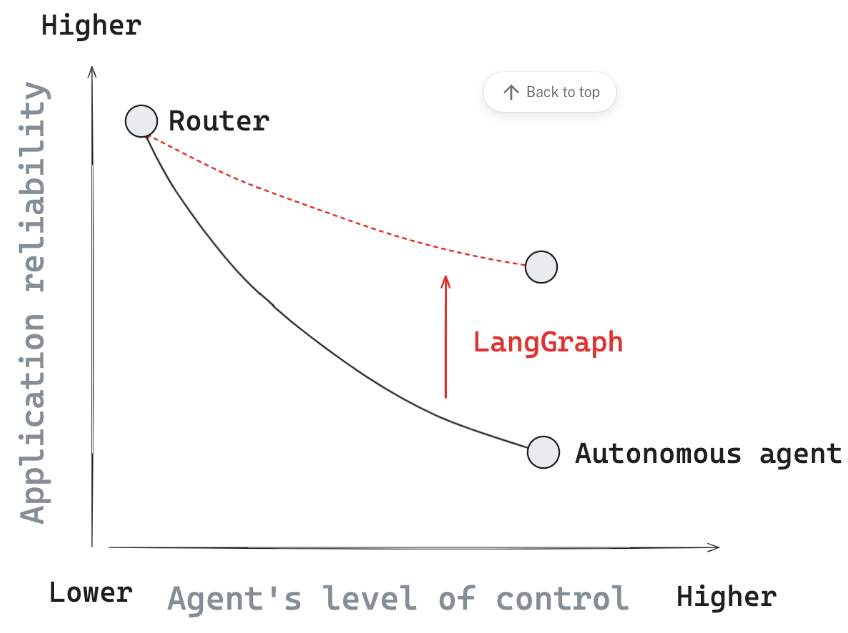 Higher
Back to top
Router
Application reliability
LangGraph
Autonomous agent
Lower
Agent's level of control
Higher